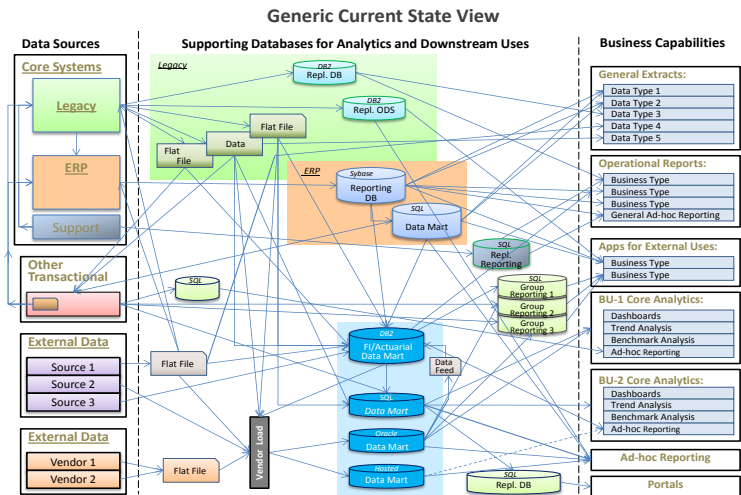 Generic Current State View
Data Sources
Supporting Databases for Analytics and Downstream Uses
Business Capabilities
Core Systems
Legacy
ERP
Support
Other
Transactional
External Data
Source 1
Source 2
Source 3
External Data
Vendor 1
Vendor 2
Legacy
DB2
Repl. DB
DB2
Repl. ODS
Flat File
Data
Flat
File
ERP
Sybase
Reporting
DB
SQL
Data Mart
SQL
Repl.
Reporting
SQL
SQL
Group
Reporting 1
Group
Reporting 2
Group
Reporting 3
DB2
FI/Actuarial
Data Mart
Data
Feed
SQL
Data Mart
Oracle
Data Mart
Hosted
Data Mart
SQL
Repl. DB
Flat File
Flat File
Vendor Load
General Extracts:
Data Type 1
Data Type 2
Data Type 3
Data Type 4
Data Type 5
Operational Reports:
Business Type
Business Type
Business Type
General Ad-hoc Reporting
Apps for External Uses:
Business Type
Business Type
BU-1 Core Analytics:
Dashboards
Trend Analysis
Benchmark Analysis
Ad-hoc Reporting
BU-2 Core Analytics:
Dashboards
Trend Analysis
Benchmark Analysis
Ad-hoc Reporting
Ad-hoc Reporting
Portals